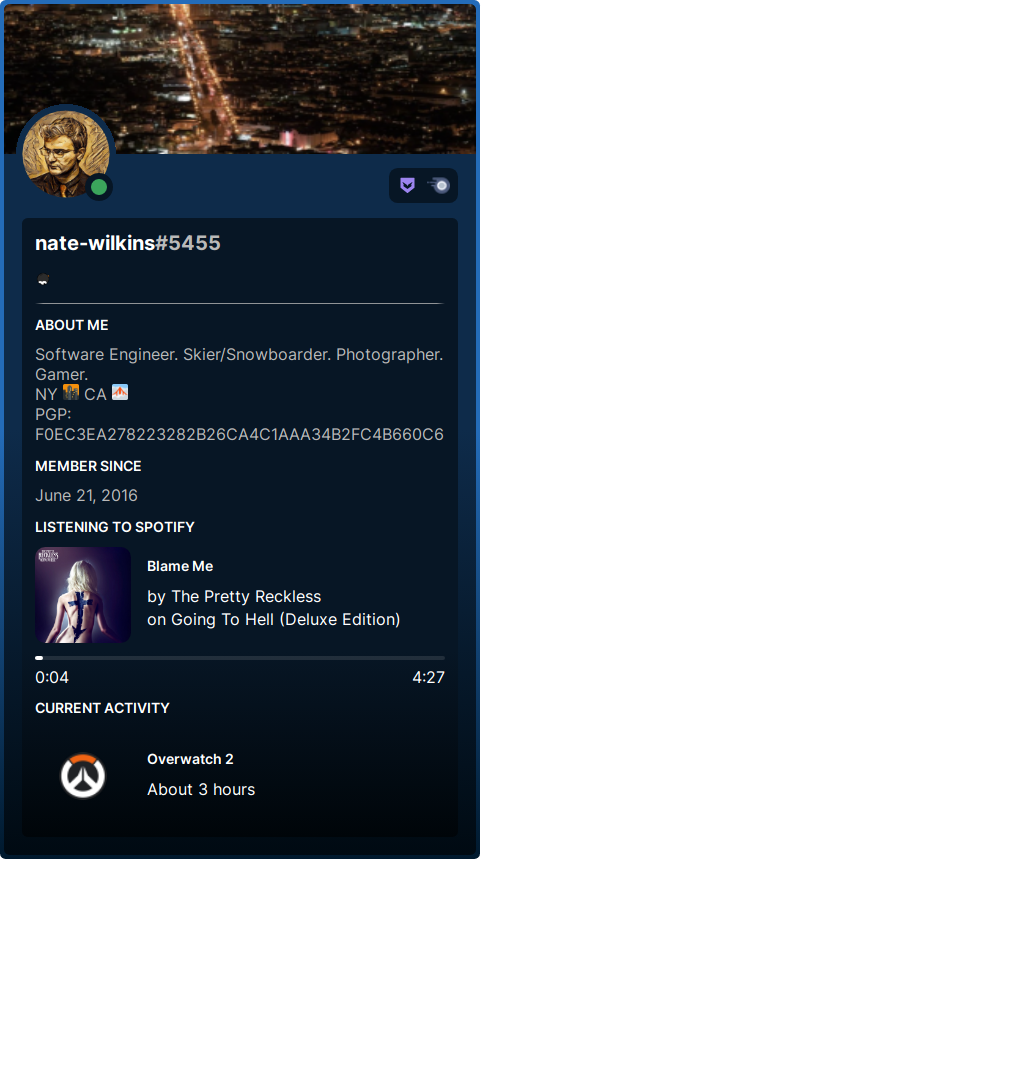 nate-wilkins#5455
ABOUT ME
Software Engineer. Skier/Snowboarder. Photographer.
Gamer.
NY CA
PGP:
F0EC3EA278223282B26CA4C1AAA34B2FC4B660C6
MEMBER SINCE
June 21, 2016
LISTENING TO SPOTIFY
Blame Me
by The Pretty Reckless
on Going To Hell (Deluxe Edition)
0:04 4:27
CURRENT ACTIVITY
Overwatch 2
About 3 hours